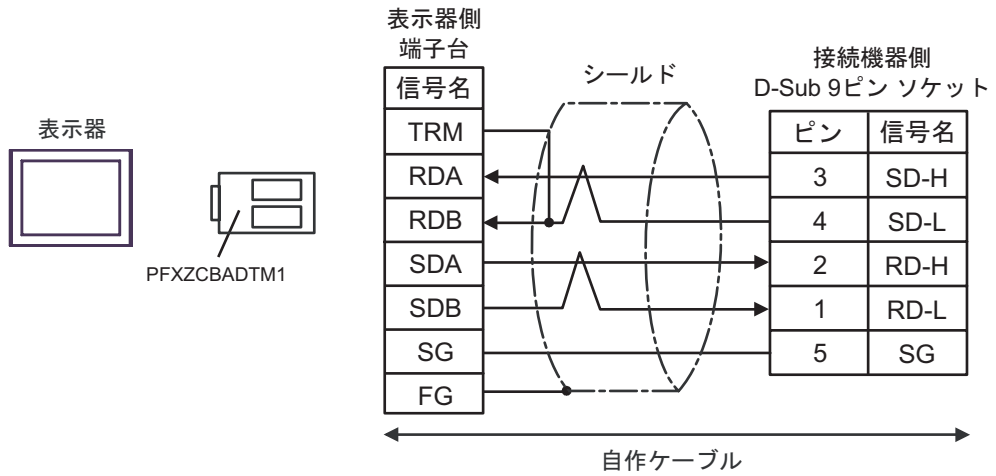 表示器
PFXZCBADTM1
表示器側
端子台
信号名
TRM
RDA
RDB
SDA
SDB
SG
FG
シールド
接続機器側
D-Sub 9ピン ソケット
ピン 信号名
3 SD-H
4 SD-L
2 RD-H
1 RD-L
5 SG
自作ケーブル